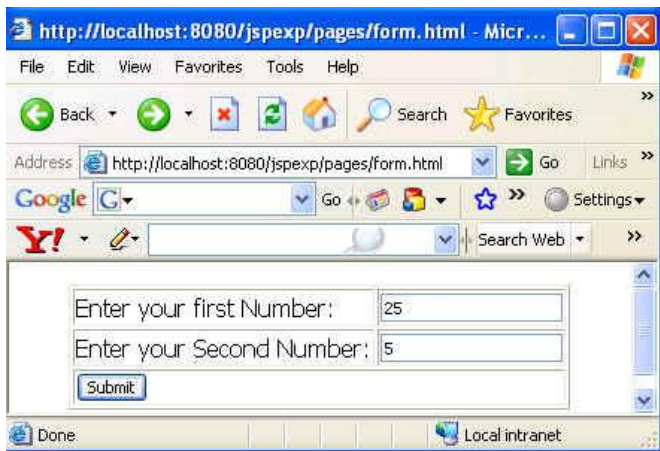 http://localhost:8080/jspexp/pages/form.html - Micr...
File Edit View Favorites Tools Help
Back Search Favorites »
Address http://localhost:8080/jspexp/pages/form.html Go Links »
Google G Go » Settings
Y! Search Web »
Enter your first Number: 25
Enter your Second Number: 5
Submit
Done Local intranet